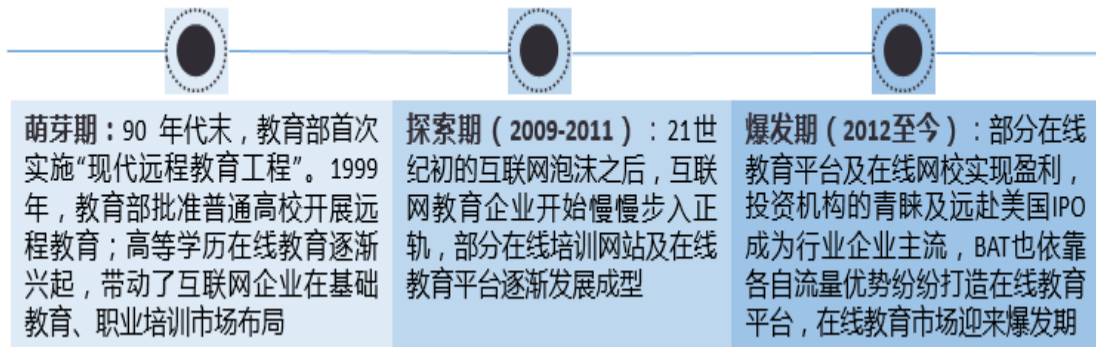 萌芽期：90 年代末，教育部首次
实施“现代远程教育工程”。1999
年，教育部批准普通高校开展远
程教育；高等学历在线教育逐渐
兴起，带动了互联网企业在基础
教育、职业培训市场布局
探索期（2009-2011）：21世
纪初的互联网泡沫之后，互联
网教育企业开始慢慢步入正
轨，部分在线培训网站及在线
教育平台逐渐发展成型
爆发期（2012至今）：部分在线
教育平台及在线网校实现盈利，
投资机构的青睐及远赴美国IPO
成为行业企业主流，BAT也依靠
各自流量优势纷纷打造在线教育
平台，在线教育市场迎来爆发期